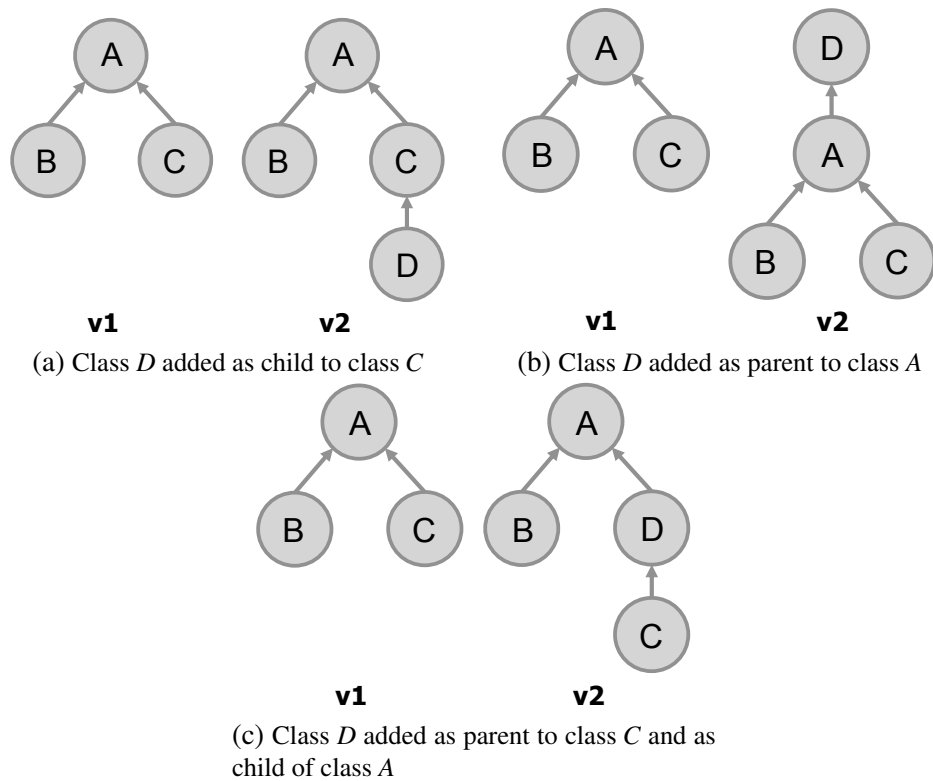 A
B
C
A
B
C
D
v1
v2
(a) Class D added as child to class C
A
B
C
D
A
B
C
v1
v2
(b) Class D added as parent to class A
A
B
C
A
B
D
C
v1
v2
(c) Class D added as parent to class C and as
child of class A